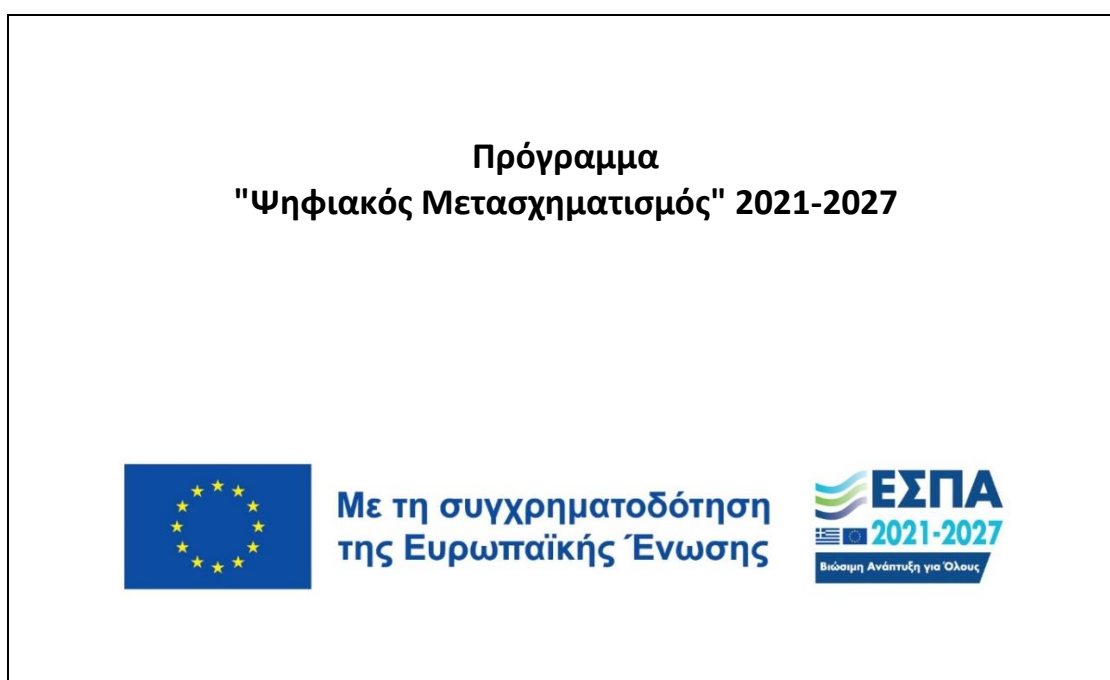 Πρόγραμμα
"Ψηφιακός Μετασχηματισμός" 2021-2027
Με τη συγχρηματοδότηση
της Ευρωπαϊκής Ένωσης
ΕΣΠΑ
2021-2027
Βιώσιμη Ανάπτυξη για Όλους